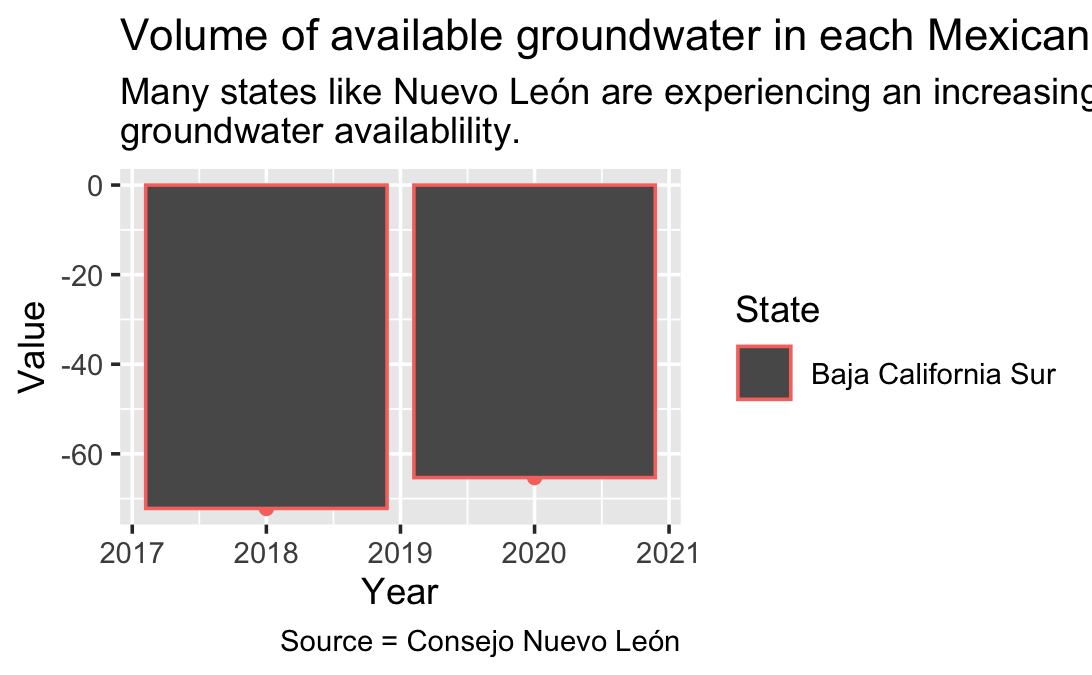 Volume of available groundwater in each Mexican
Many states like Nuevo León are experiencing an increasing
groundwater availablility.
0
-20
-40
-60
Value
2017 2018 2019 2020 2021
Year
State
Baja California Sur
Source = Consejo Nuevo León